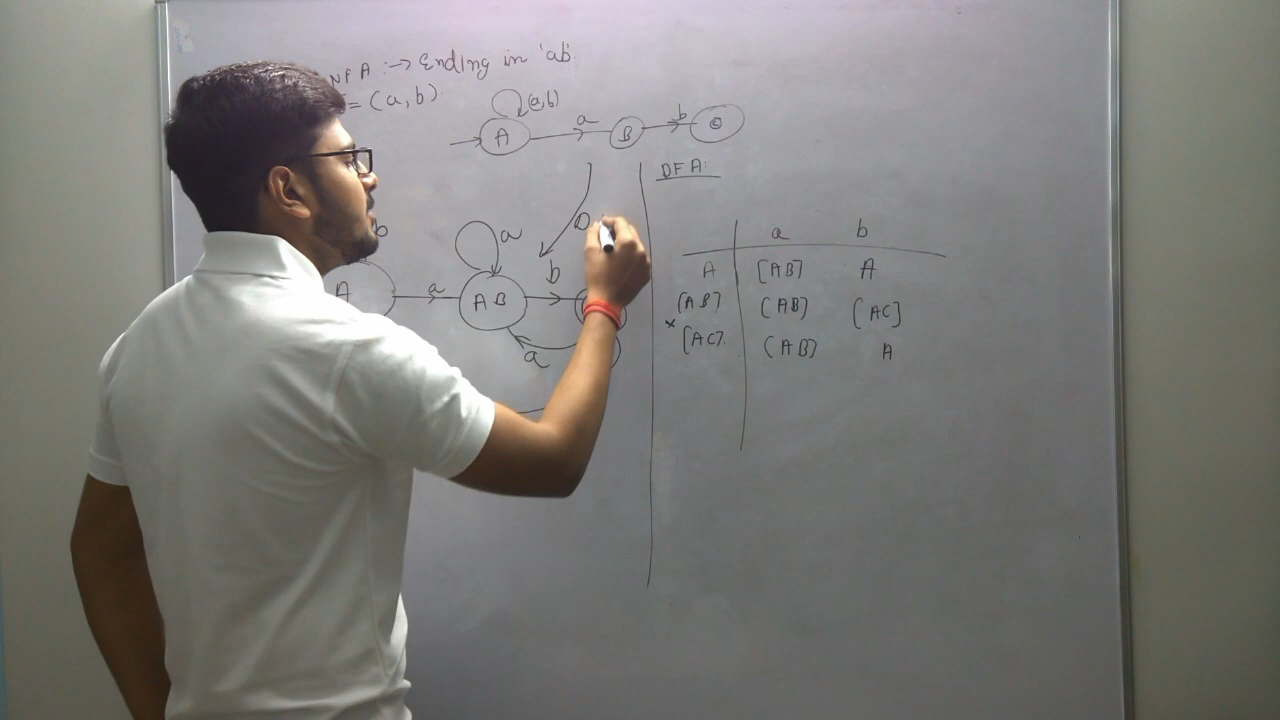 NFA :→ Ending in 'ab'
= (a, b)
(a,b)
A a B b C
DFA:
b
a
A a AB b
a
D
a b
A [AB] A
[AB] [AB] [AC]
* [AC] [AB] A